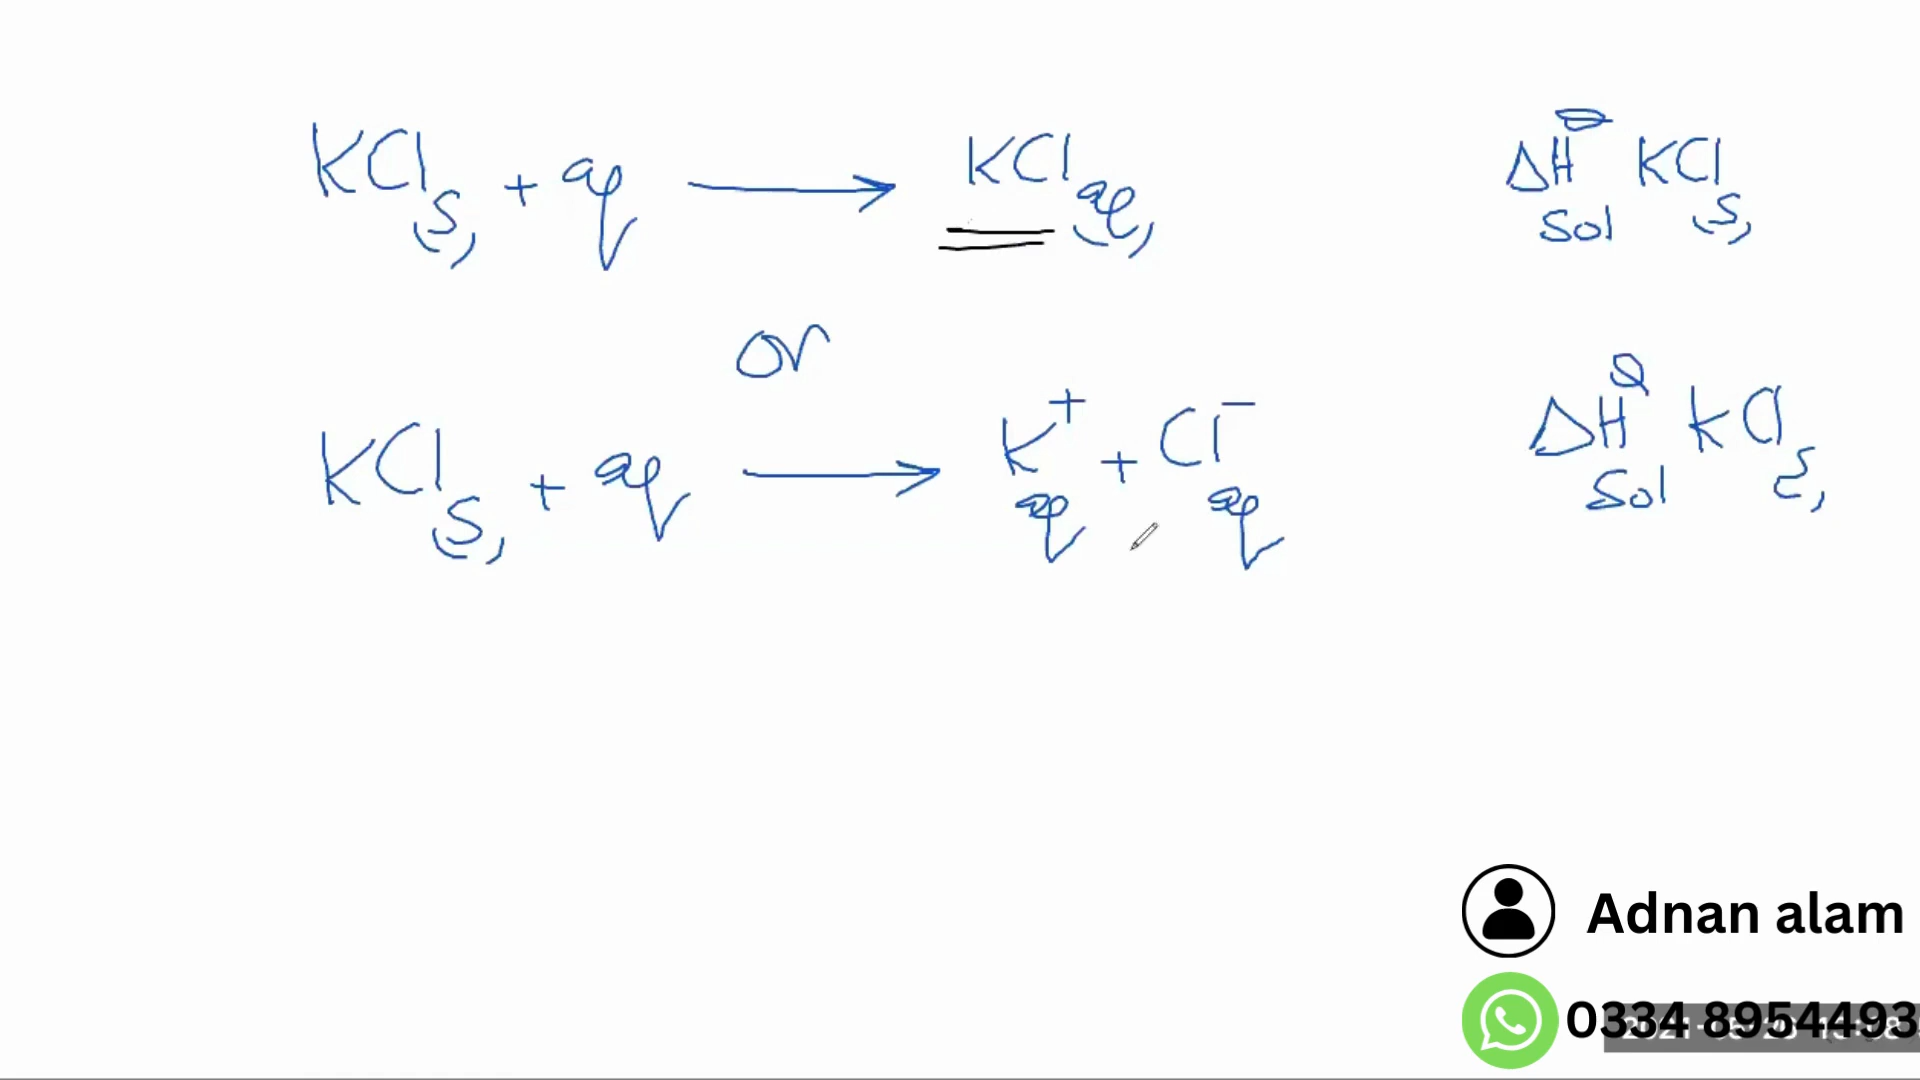 KCl(s) + aq ⟶ KCl(aq) ΔH⦵sol KCl(s)
or
KCl(s) + aq ⟶ K⁺aq + Cl⁻aq ΔH⦵sol KCl(s)
Adnan alam
0334 8954493